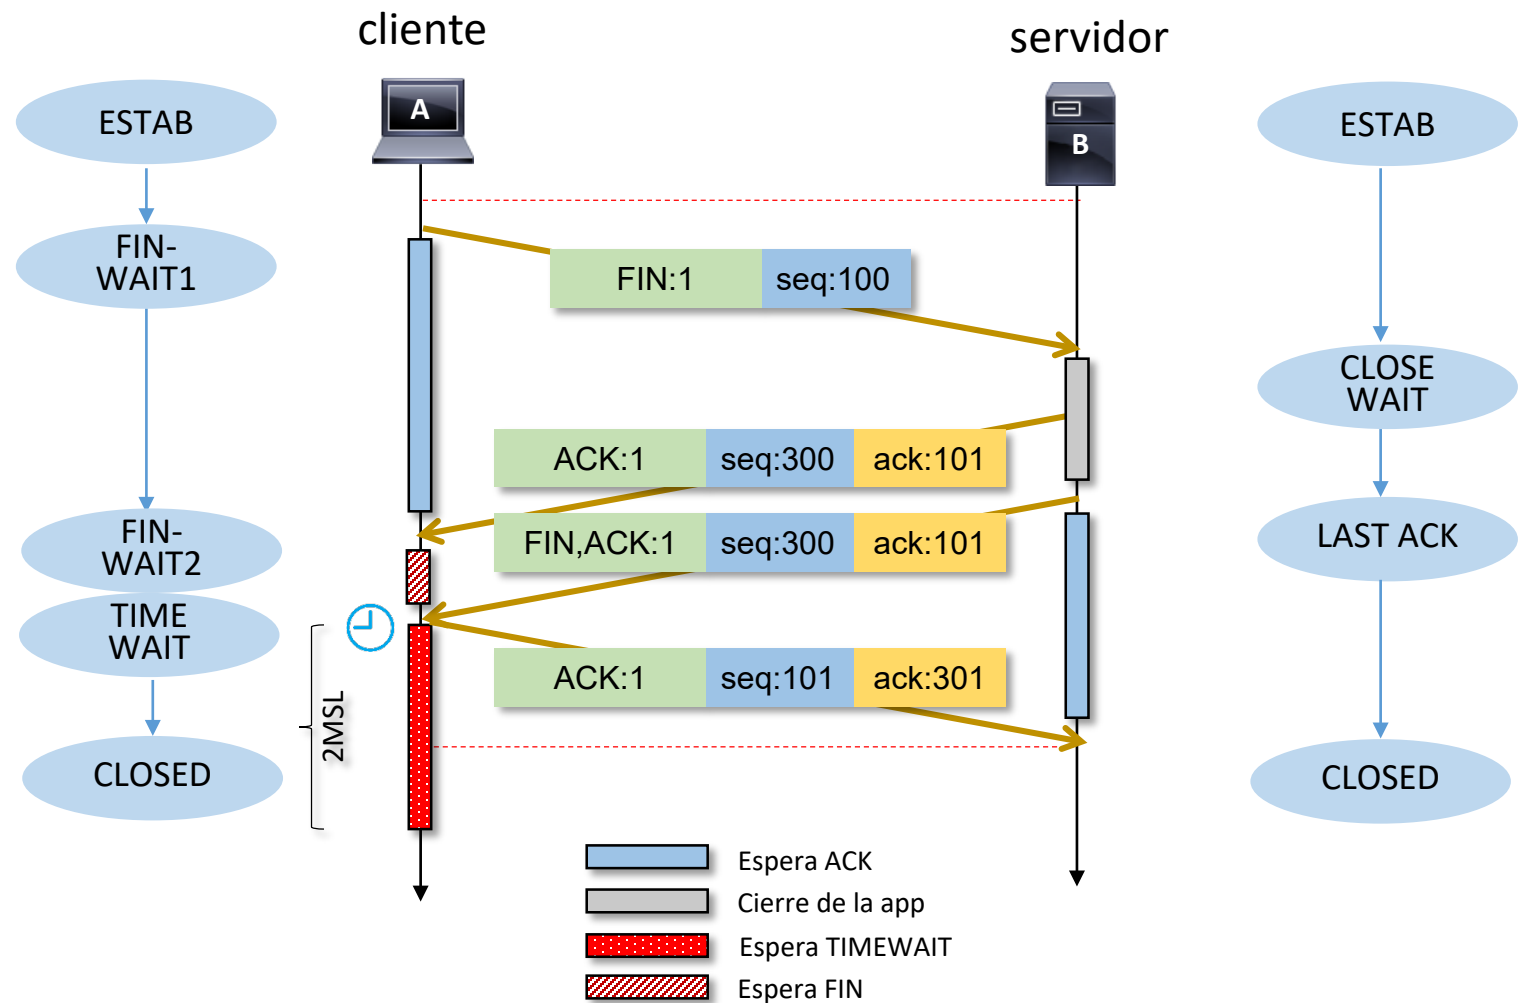 cliente
servidor
A
B
ESTAB
ESTAB
FIN-
WAIT1
FIN:1 seq:100
CLOSE
WAIT
ACK:1 seq:300 ack:101
FIN-
WAIT2
FIN,ACK:1 seq:300 ack:101
LAST ACK
TIME
WAIT
ACK:1 seq:101 ack:301
2MSL
CLOSED
CLOSED
Espera ACK
Cierre de la app
Espera TIMEWAIT
Espera FIN